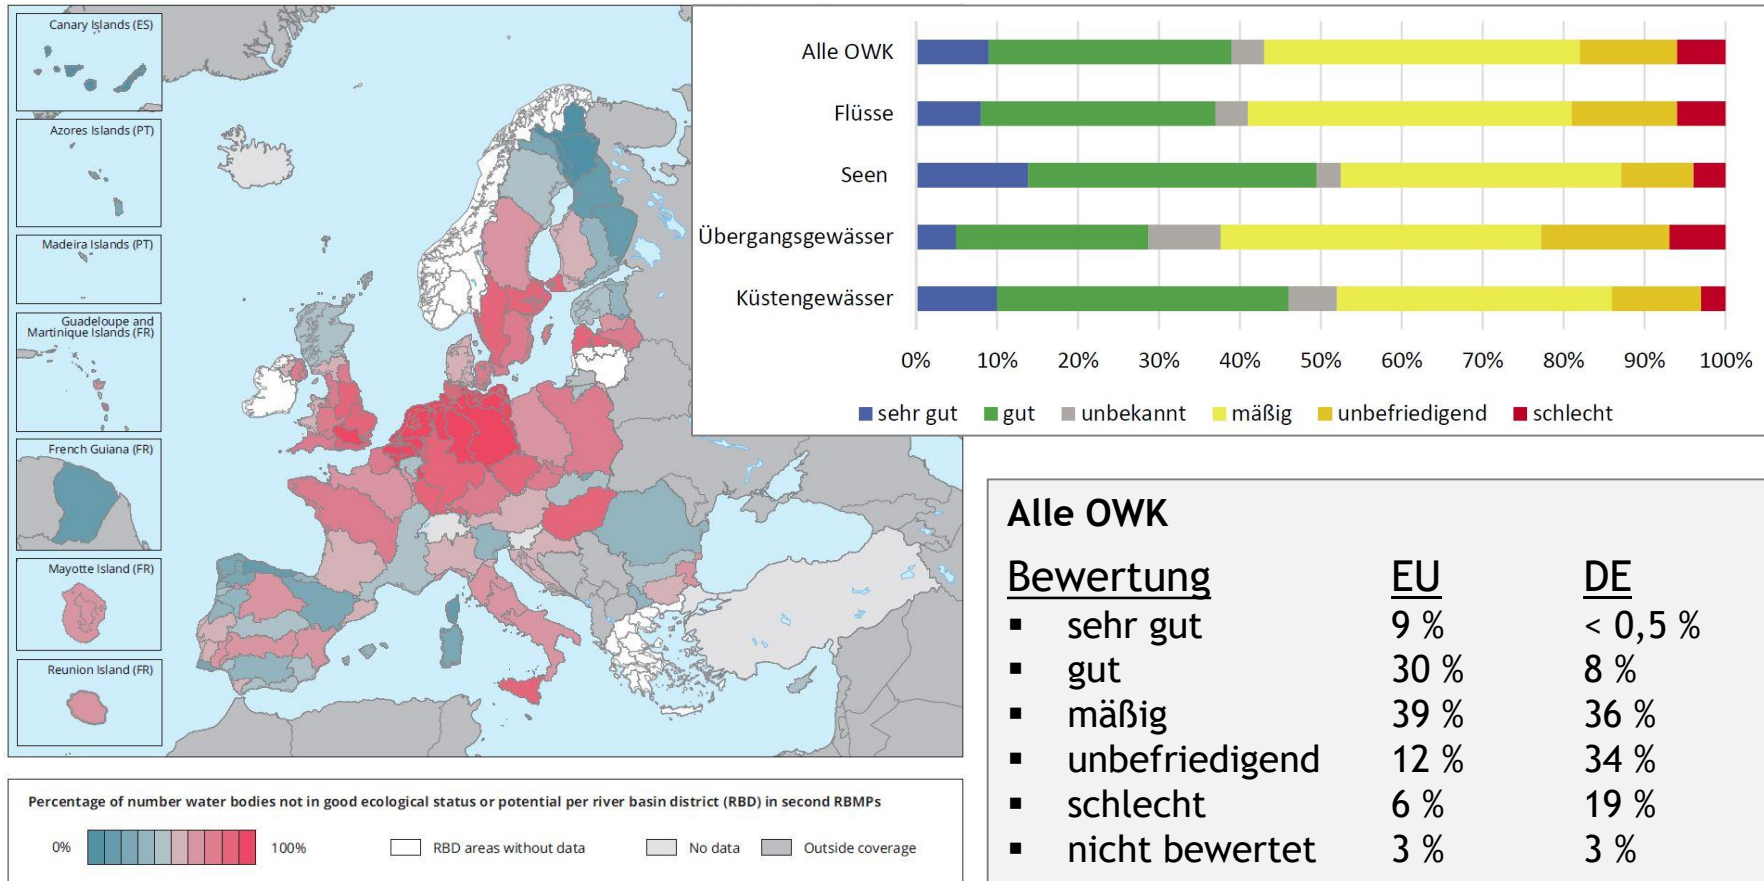 Canary Islands (ES)
Azores Islands (PT)
Madeira Islands (PT)
Guadeloupe and
Martinique Islands (FR)
French Guiana (FR)
Mayotte Island (FR)
Reunion Island (FR)
Percentage of number water bodies not in good ecological status or potential per river basin district (RBD) in second RBMPs
0% 100% RBD areas without data No data Outside coverage
Alle OWK
Flüsse
Seen
Übergangsgewässer
Küstengewässer
0% 10% 20% 30% 40% 50% 60% 70% 80% 90% 100%
sehr gut gut unbekannt mäßig unbefriedigend schlecht
Alle OWK
Bewertung EU DE
▪ sehr gut 9 % < 0,5 %
▪ gut 30 % 8 %
▪ mäßig 39 % 36 %
▪ unbefriedigend 12 % 34 %
▪ schlecht 6 % 19 %
▪ nicht bewertet 3 % 3 %